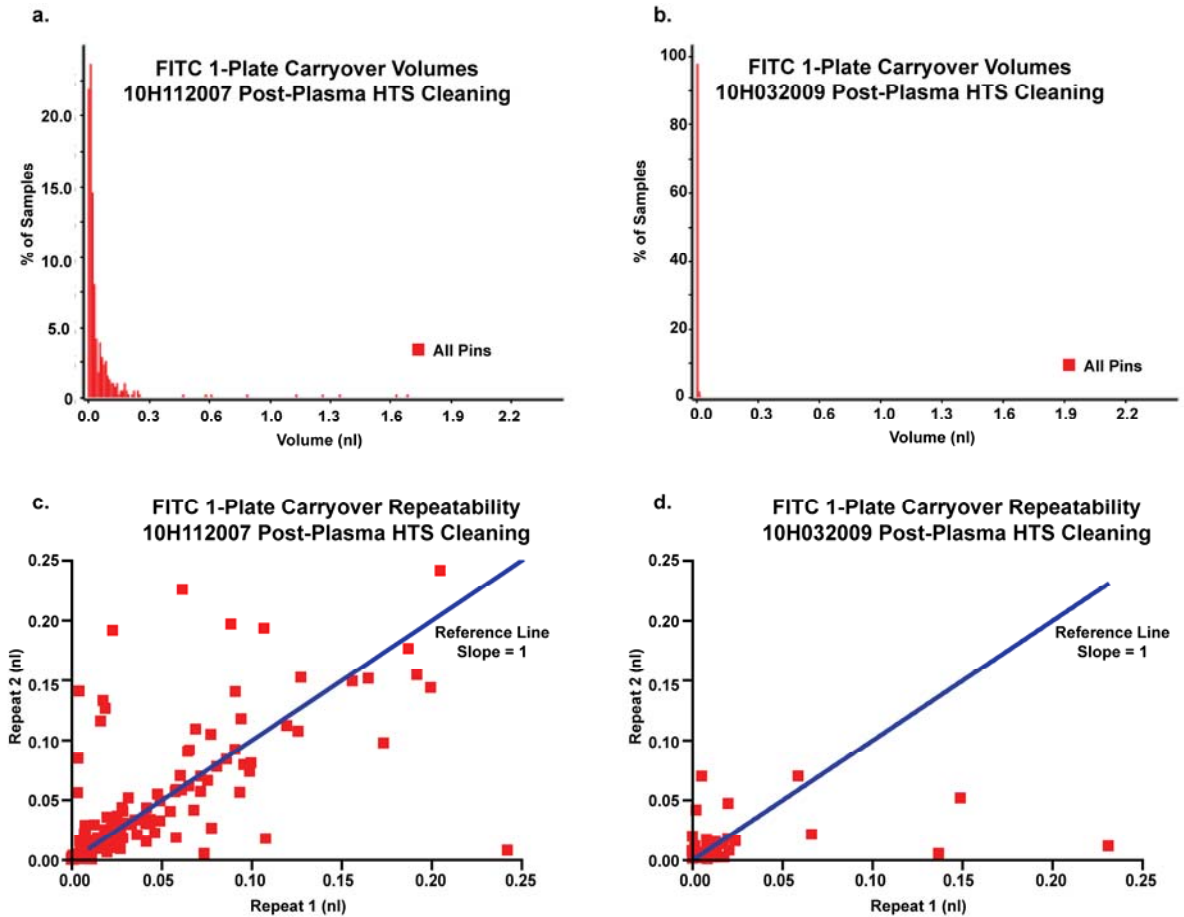 a.
FITC 1-Plate Carryover Volumes
10H112007 Post-Plasma HTS Cleaning
20.0
15.0
10.0
5.0
0
% of Samples
0.0 0.3 0.6 1.0 1.3 1.6 1.9 2.2
Volume (nl)
All Pins
b.
FITC 1-Plate Carryover Volumes
10H032009 Post-Plasma HTS Cleaning
100
80
60
40
20
0
% of Samples
0.0 0.3 0.6 1.0 1.3 1.6 1.9 2.2
Volume (nl)
All Pins
c.
FITC 1-Plate Carryover Repeatability
10H112007 Post-Plasma HTS Cleaning
0.25
0.20
0.15
0.10
0.05
0.00
Repeat 2 (nl)
Reference Line
Slope = 1
0.00 0.05 0.10 0.15 0.20 0.25
Repeat 1 (nl)
d.
FITC 1-Plate Carryover Repeatability
10H032009 Post-Plasma HTS Cleaning
0.25
0.20
0.15
0.10
0.05
0.00
Repeat 2 (nl)
Reference Line
Slope = 1
0.00 0.05 0.10 0.15 0.20 0.25
Repeat 1 (nl)